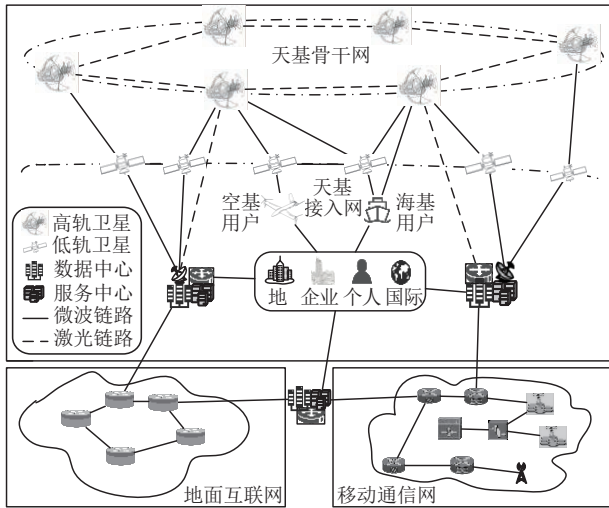 天基骨干网
空基
用户
天基
接入网
海基
用户
高轨卫星
低轨卫星
数据中心
服务中心
微波链路
激光链路
地 企业 个人 国际
地面互联网
移动通信网